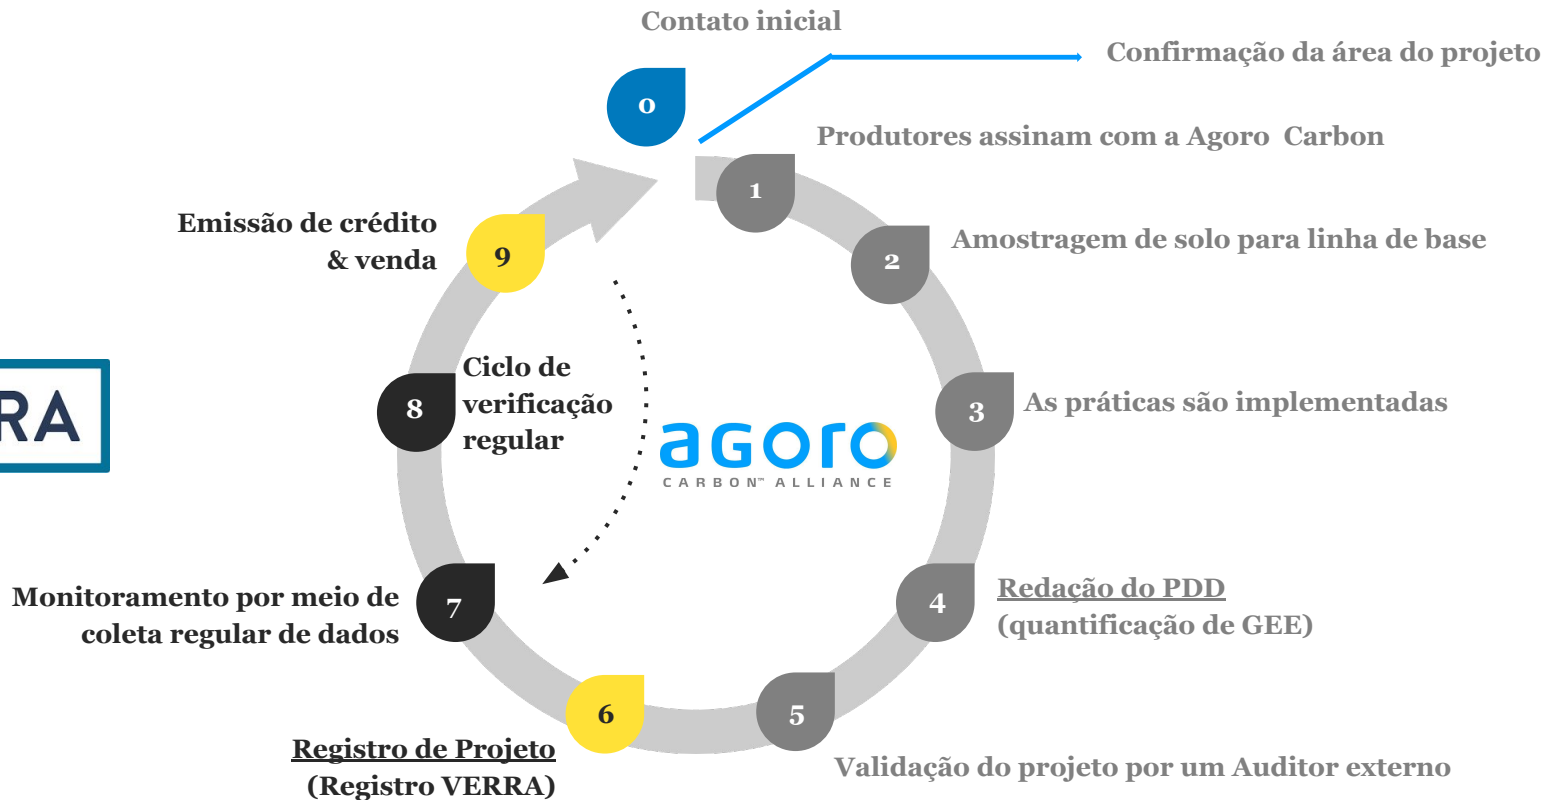 Contato inicial
0
Confirmação da área do projeto
1
Produtores assinam com a Agoro Carbon
2
Amostragem de solo para linha de base
3
As práticas são implementadas
4
Redação do PDD
(quantificação de GEE)
5
Validação do projeto por um Auditor externo
6
Registro de Projeto
(Registro VERRA)
7
Monitoramento por meio de
coleta regular de dados
8
Ciclo de
verificação
regular
9
Emissão de crédito
& venda
RA
agoro
CARBON™ ALLIANCE